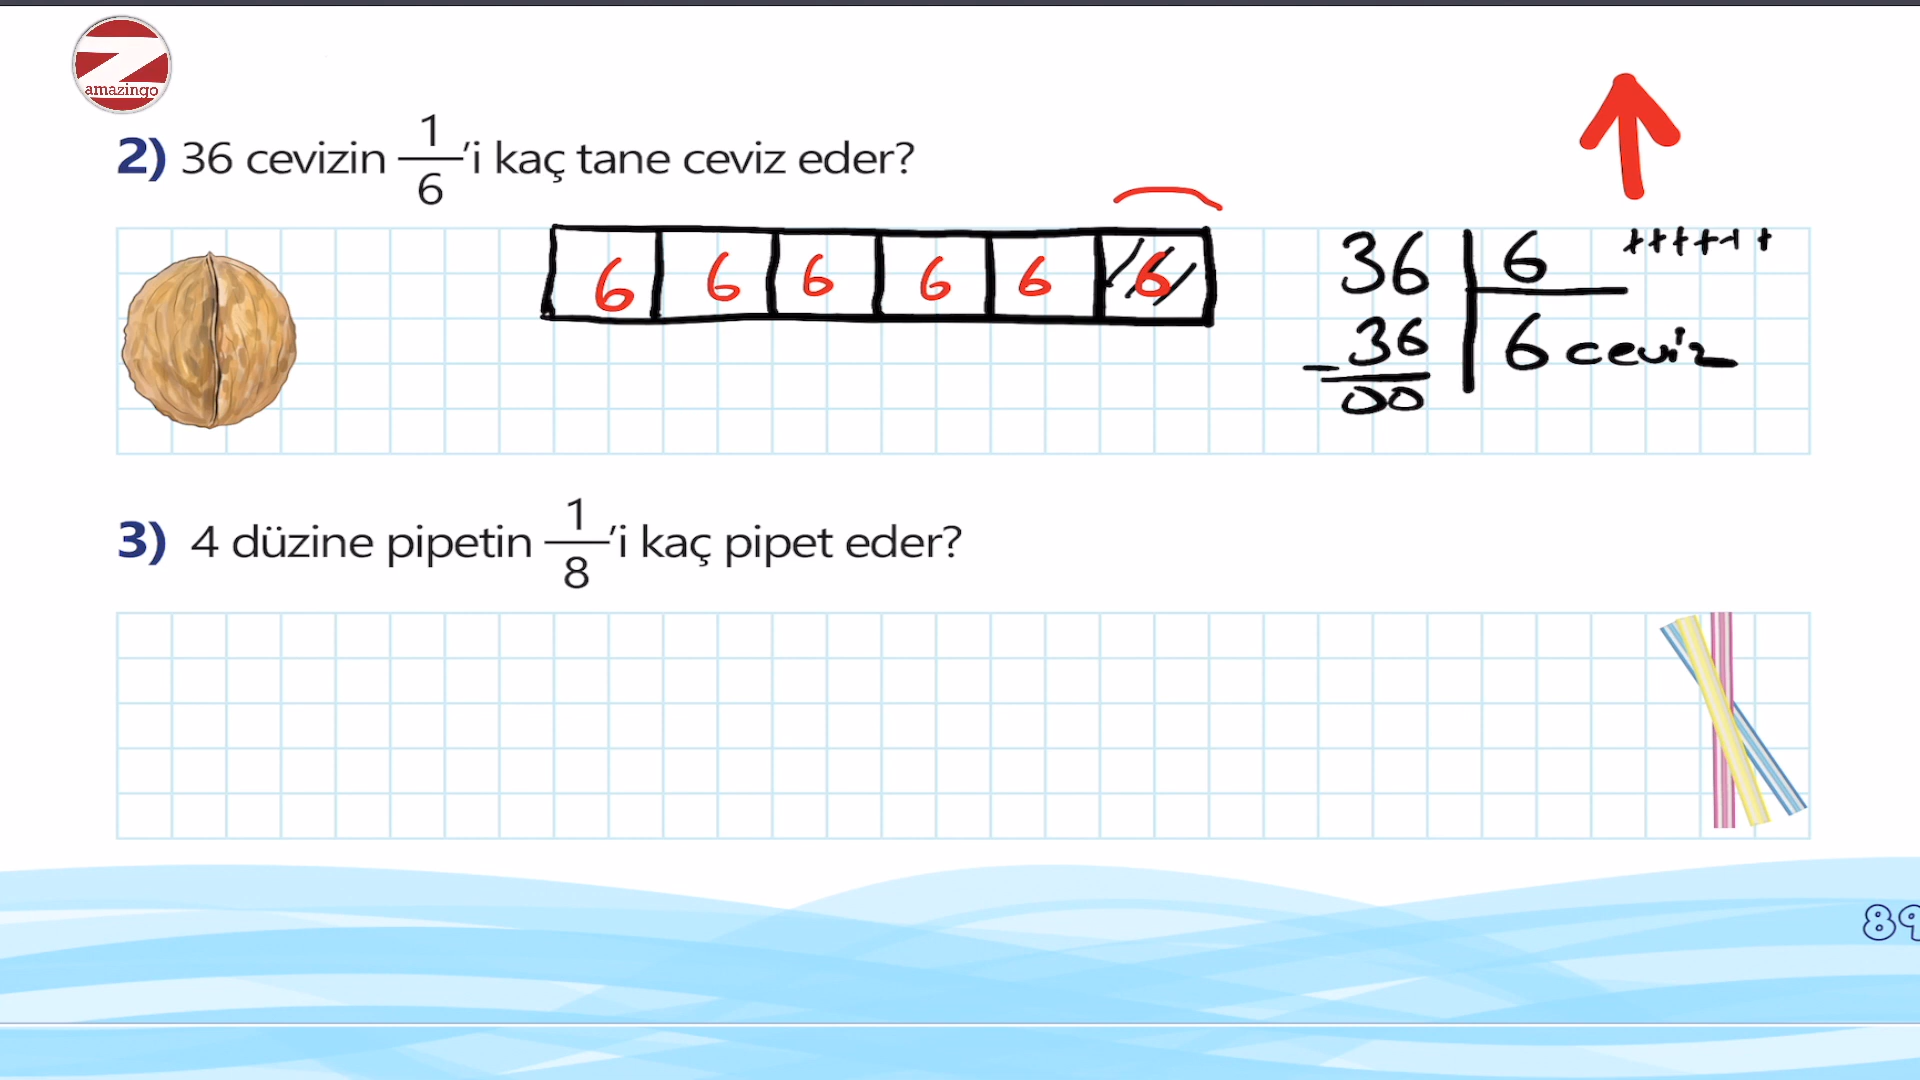 amazingo
2) 36 cevizin 1/6'i kaç tane ceviz eder?
6 6 6 6 6 6
36 6 ++++++
- 36 6 ceviz
00
3) 4 düzine pipetin 1/8'i kaç pipet eder?
89